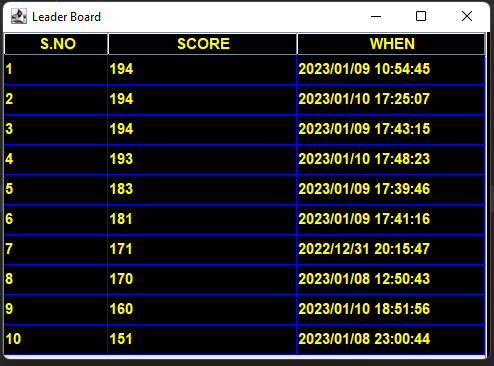 Leader Board
S.NO SCORE WHEN
1 194 2023/01/09 10:54:45
2 194 2023/01/10 17:25:07
3 194 2023/01/09 17:43:15
4 193 2023/01/10 17:48:23
5 183 2023/01/09 17:39:46
6 181 2023/01/09 17:41:16
7 171 2022/12/31 20:15:47
8 170 2023/01/08 12:50:43
9 160 2023/01/10 18:51:56
10 151 2023/01/08 23:00:44